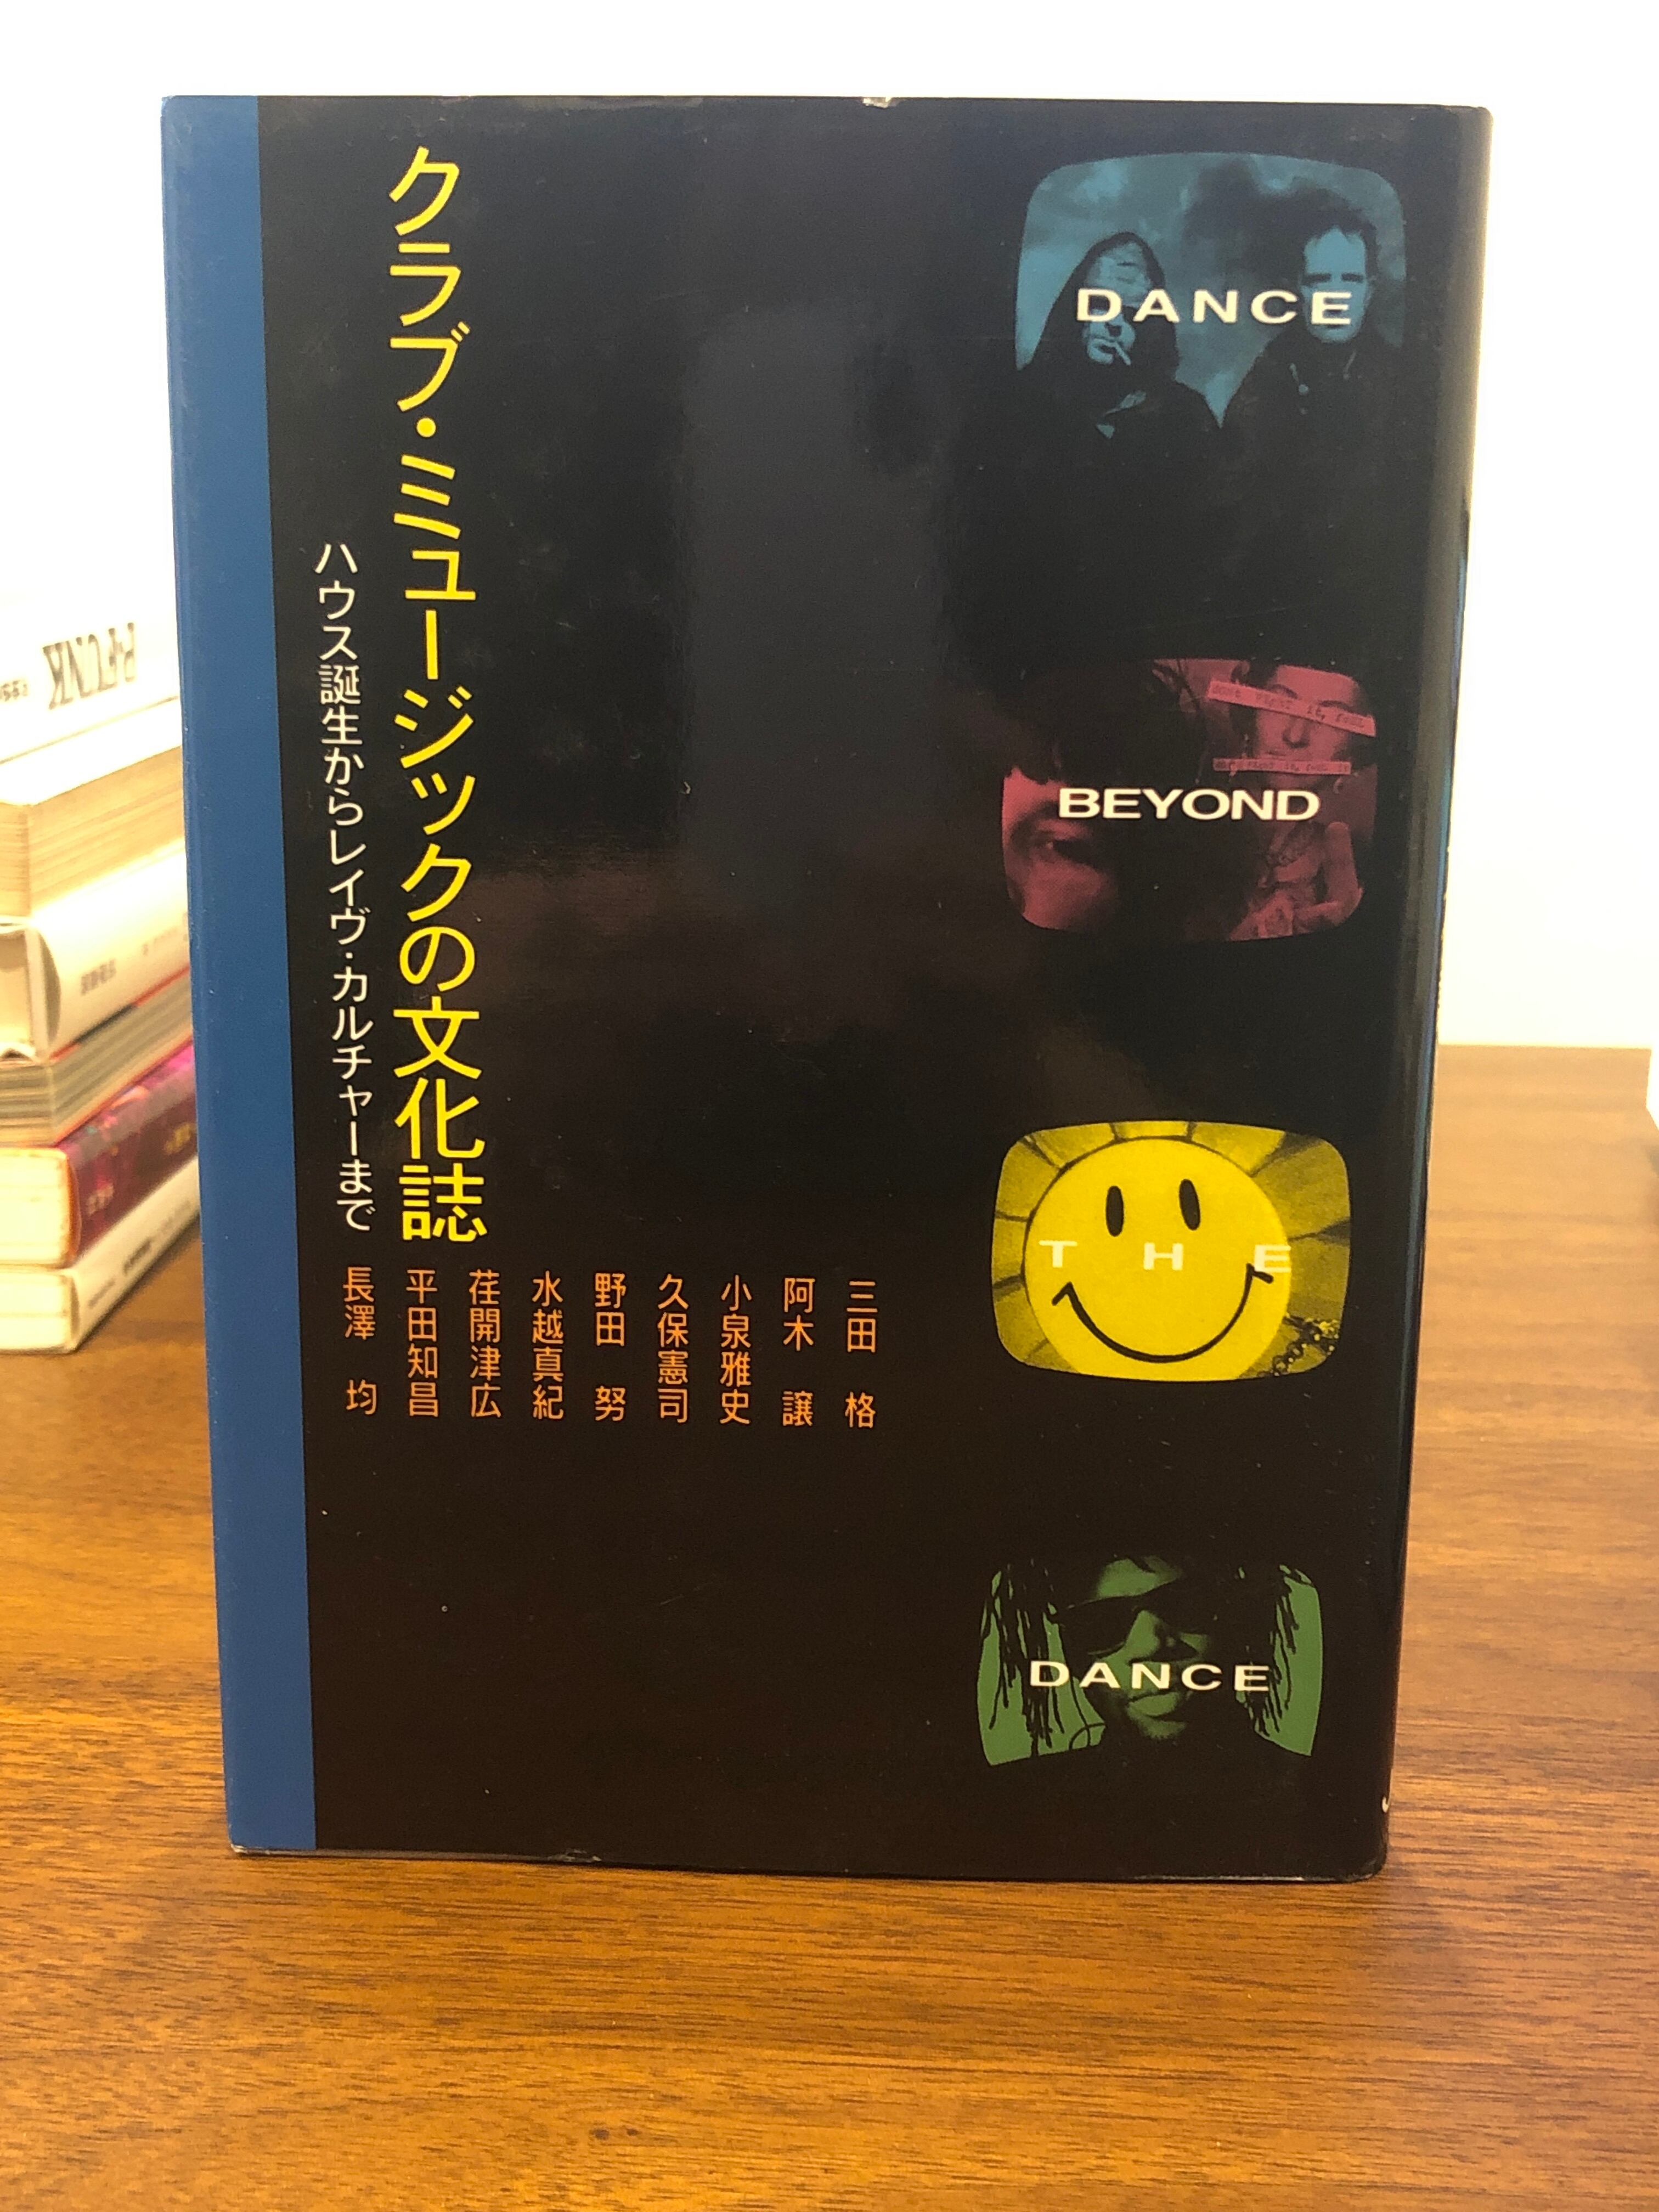 クラブ・ミュージックの文化誌
ハウス誕生からレイヴ・カルチャーまで
三田 格
阿木 譲
小泉雅史
久保憲司
野田 努
水越真紀
荏開津広
平田知昌
長澤 均
DANCE
BEYOND
THE
DANCE
P-FUNK